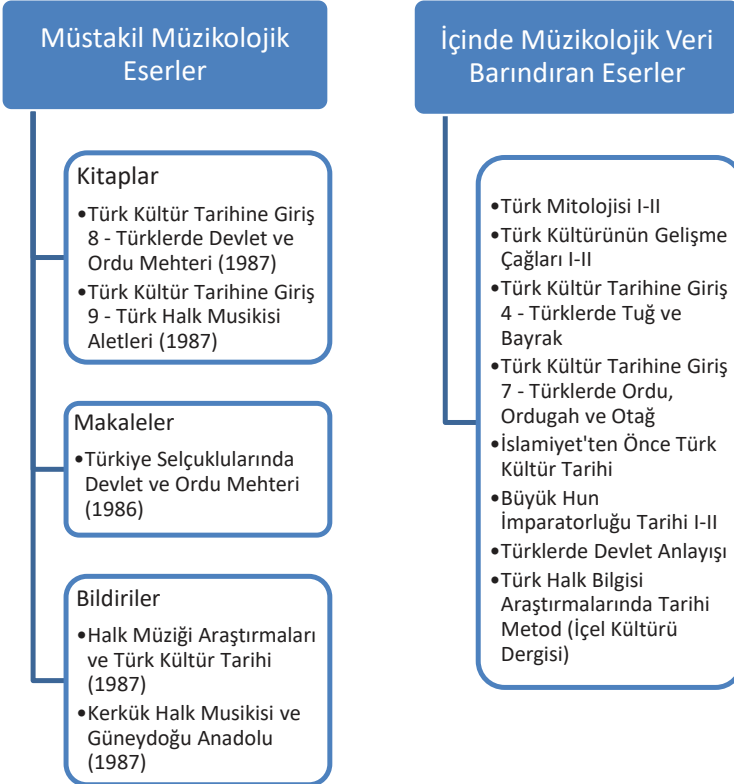 Müstakil Müzikolojik
Eserler
Kitaplar
•Türk Kültür Tarihine Giriş
8 - Türklerde Devlet ve
Ordu Mehteri (1987)
•Türk Kültür Tarihine Giriş
9 - Türk Halk Musikisi
Aletleri (1987)
Makaleler
•Türkiye Selçuklularında
Devlet ve Ordu Mehteri
(1986)
Bildiriler
•Halk Müziği Araştırmaları
ve Türk Kültür Tarihi
(1987)
•Kerkük Halk Musikisi ve
Güneydoğu Anadolu
(1987)
İçinde Müzikolojik Veri
Barındıran Eserler
•Türk Mitolojisi I-II
•Türk Kültürünün Gelişme
Çağları I-II
•Türk Kültür Tarihine Giriş
4 - Türklerde Tuğ ve
Bayrak
•Türk Kültür Tarihine Giriş
7 - Türklerde Ordu,
Ordugah ve Otağ
•İslamiyet'ten Önce Türk
Kültür Tarihi
•Büyük Hun
İmparatorluğu Tarihi I-II
•Türklerde Devlet Anlayışı
•Türk Halk Bilgisi
Araştırmalarında Tarihi
Metod (İçel Kültürü
Dergisi)